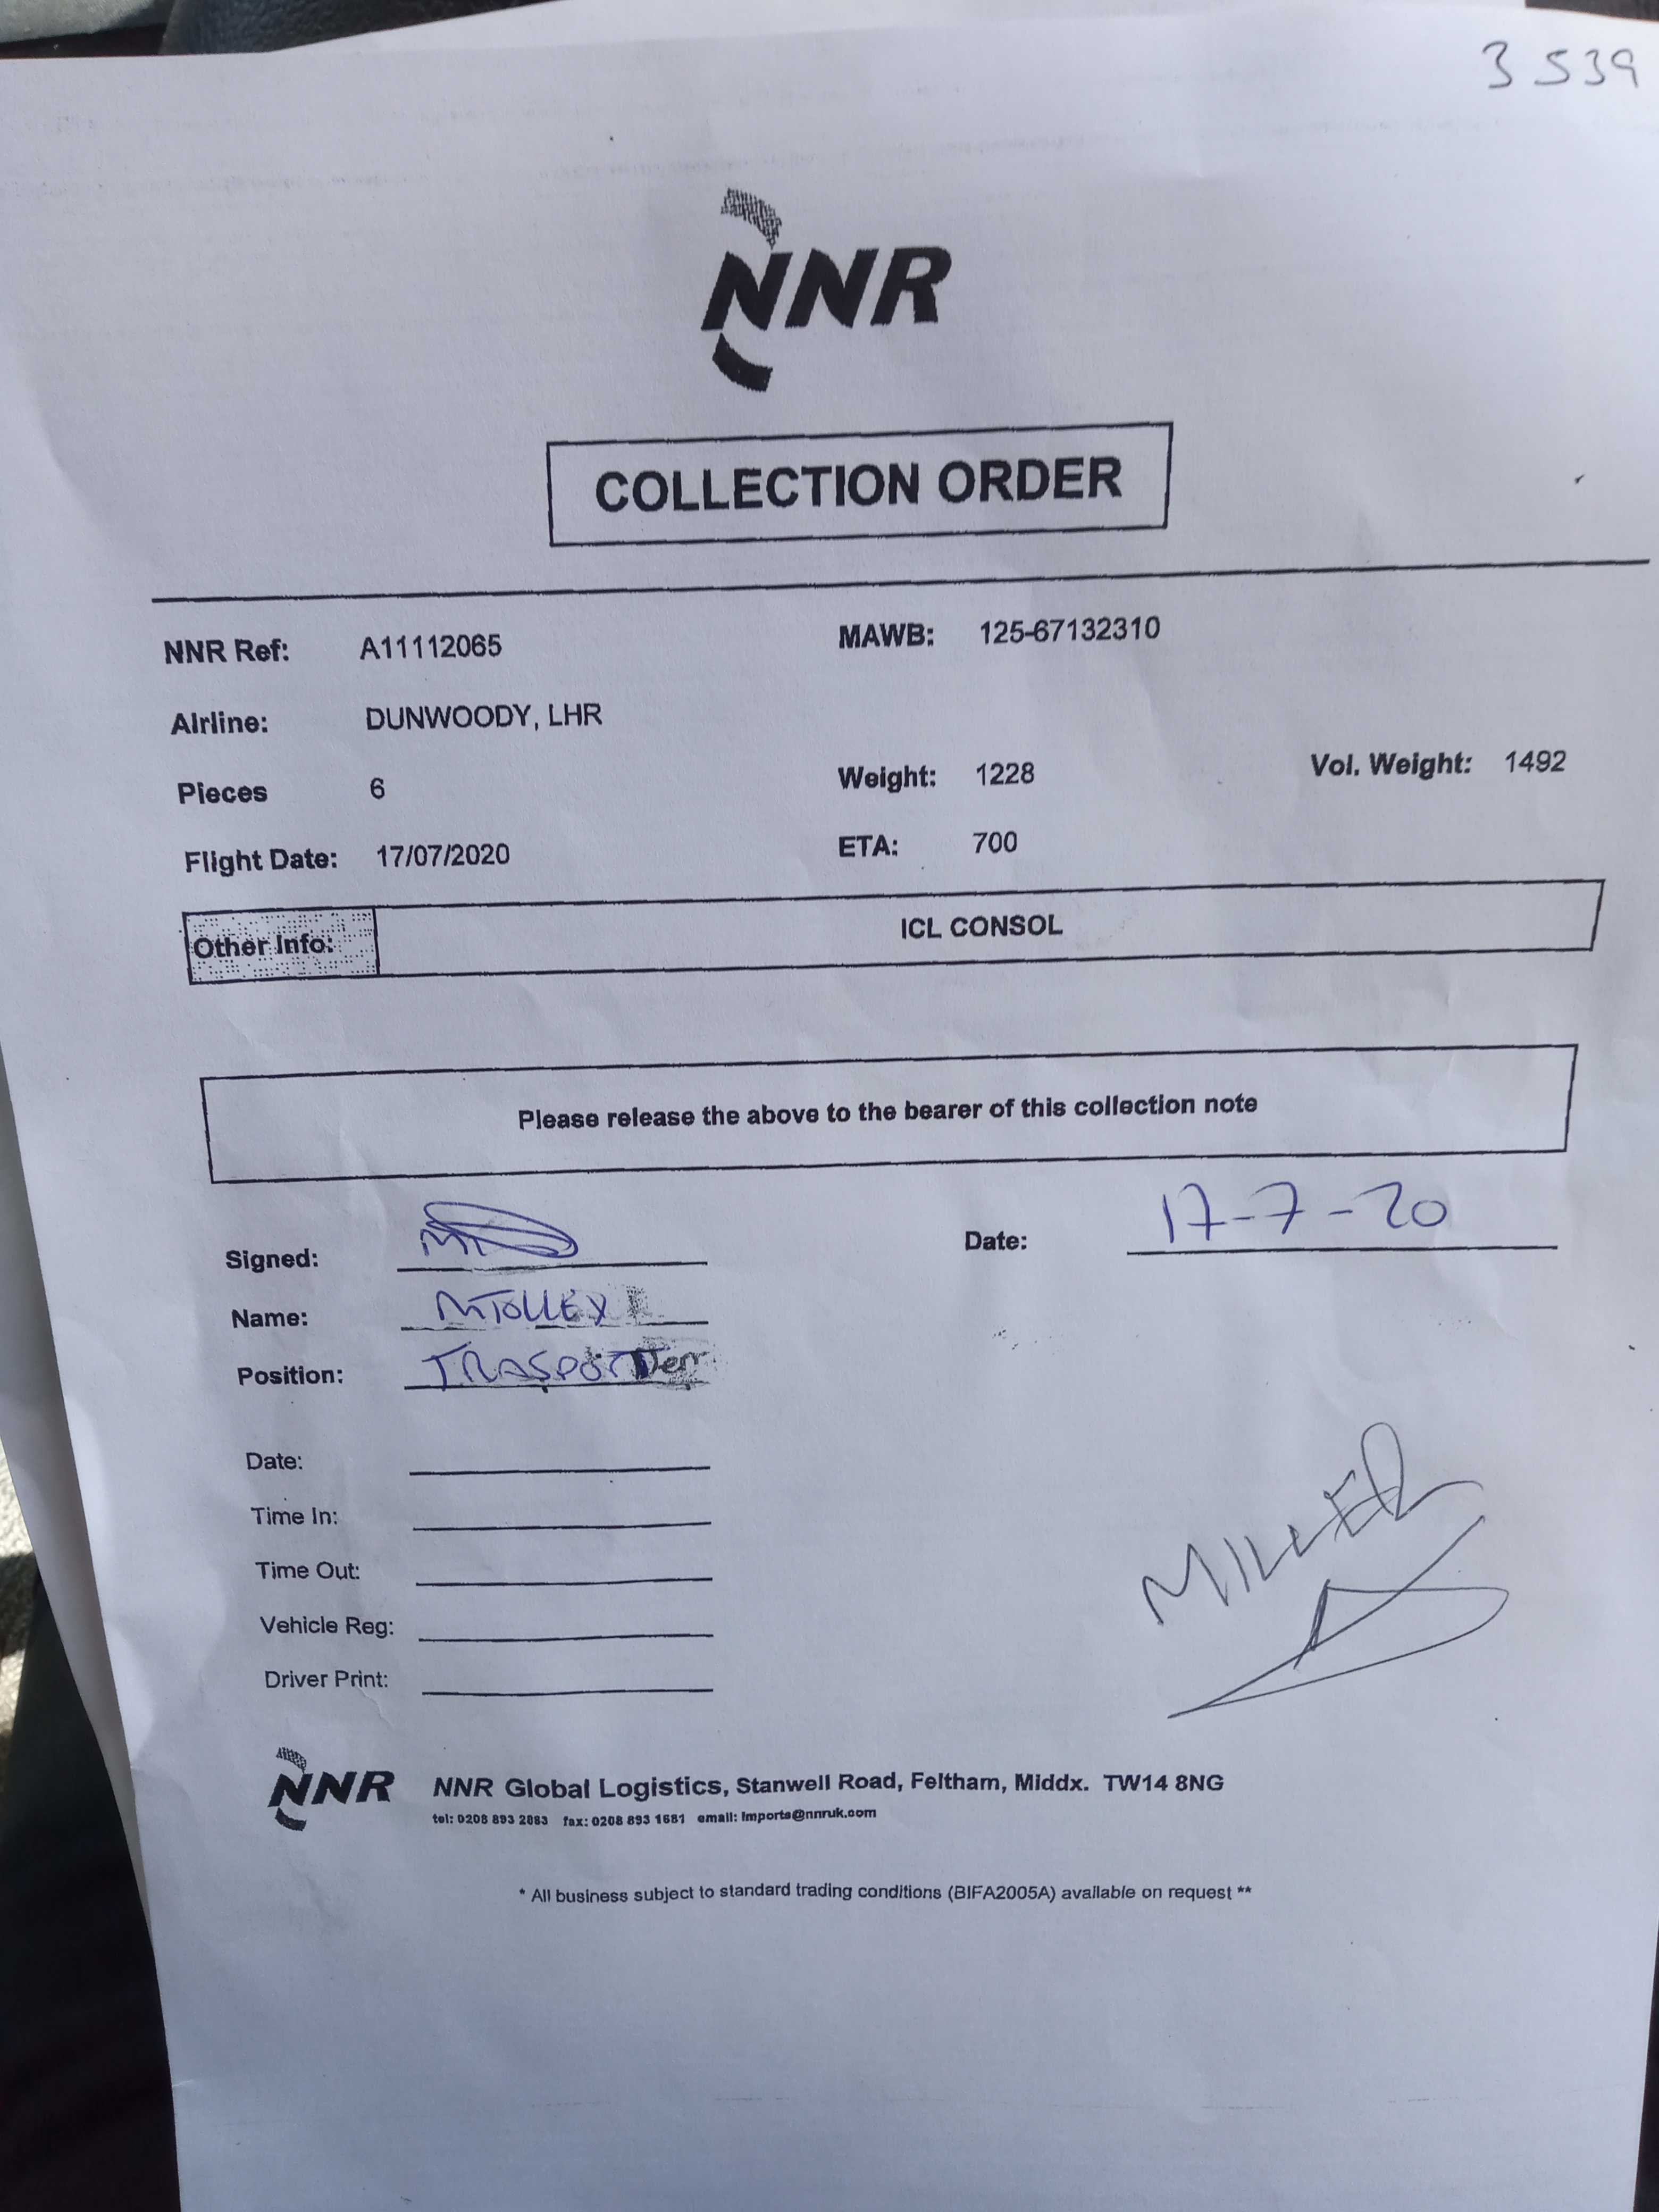 3539
NNR
COLLECTION ORDER
NNR Ref: A11112065 MAWB: 125-67132310
Airline: DUNWOODY, LHR
Pieces 6 Weight: 1228 Vol. Weight: 1492
Flight Date: 17/07/2020 ETA: 700
Other Info: ICL CONSOL
Please release the above to the bearer of this collection note
Signed: Date: 17-7-20
Name: MTOLLEY
Position:
Date:
Time In:
Time Out:
Vehicle Reg:
Driver Print:
MILLER
NNR NNR Global Logistics, Stanwell Road, Feltham, Middx. TW14 8NG
tel: 0208 893 2883 fax: 0208 893 1681 email: Imports@nnruk.com
* All business subject to standard trading conditions (BIFA2005A) available on request **